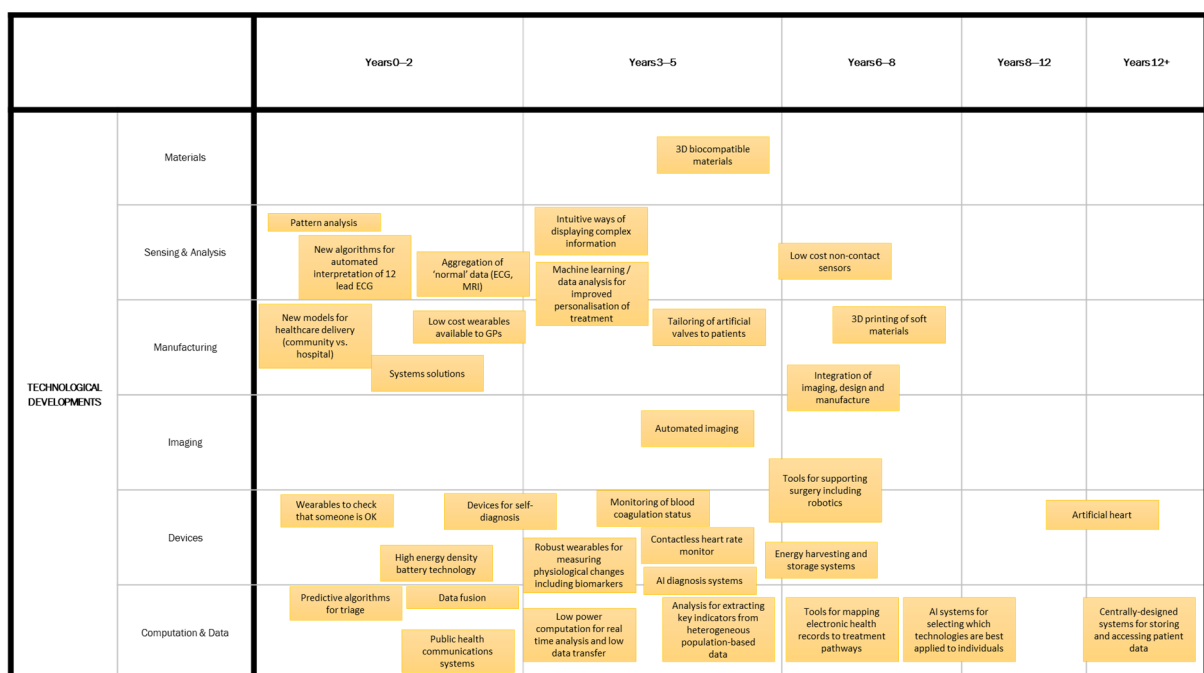 Years 0–2
Years 3–5
Years 6–8
Years 8–12
Years 12+
TECHNOLOGICAL
DEVELOPMENTS
Materials
3D biocompatible
materials
Sensing & Analysis
Pattern analysis
New algorithms for
automated
interpretation of 12
lead ECG
Aggregation of
‘normal’ data (ECG,
MRI)
Intuitive ways of
displaying complex
information
Machine learning /
data analysis for
improved
personalisation of
treatment
Low cost non-contact
sensors
Manufacturing
New models for
healthcare delivery
(community vs.
hospital)
Low cost wearables
available to GPs
Systems solutions
Tailoring of artificial
valves to patients
3D printing of soft
materials
Integration of
imaging, design and
manufacture
Imaging
Automated imaging
Tools for supporting
surgery including
robotics
Devices
Wearables to check
that someone is OK
Devices for self-
diagnosis
High energy density
battery technology
Monitoring of blood
coagulation status
Robust wearables for
measuring
physiological changes
including biomarkers
Contactless heart rate
monitor
AI diagnosis systems
Energy harvesting and
storage systems
Artificial heart
Computation & Data
Predictive algorithms
for triage
Data fusion
Public health
communications
systems
Low power
computation for real
time analysis and low
data transfer
Analysis for extracting
key indicators from
heterogeneous
population-based
data
Tools for mapping
electronic health
records to treatment
pathways
AI systems for
selecting which
technologies are best
applied to individuals
Centrally-designed
systems for storing
and accessing patient
data